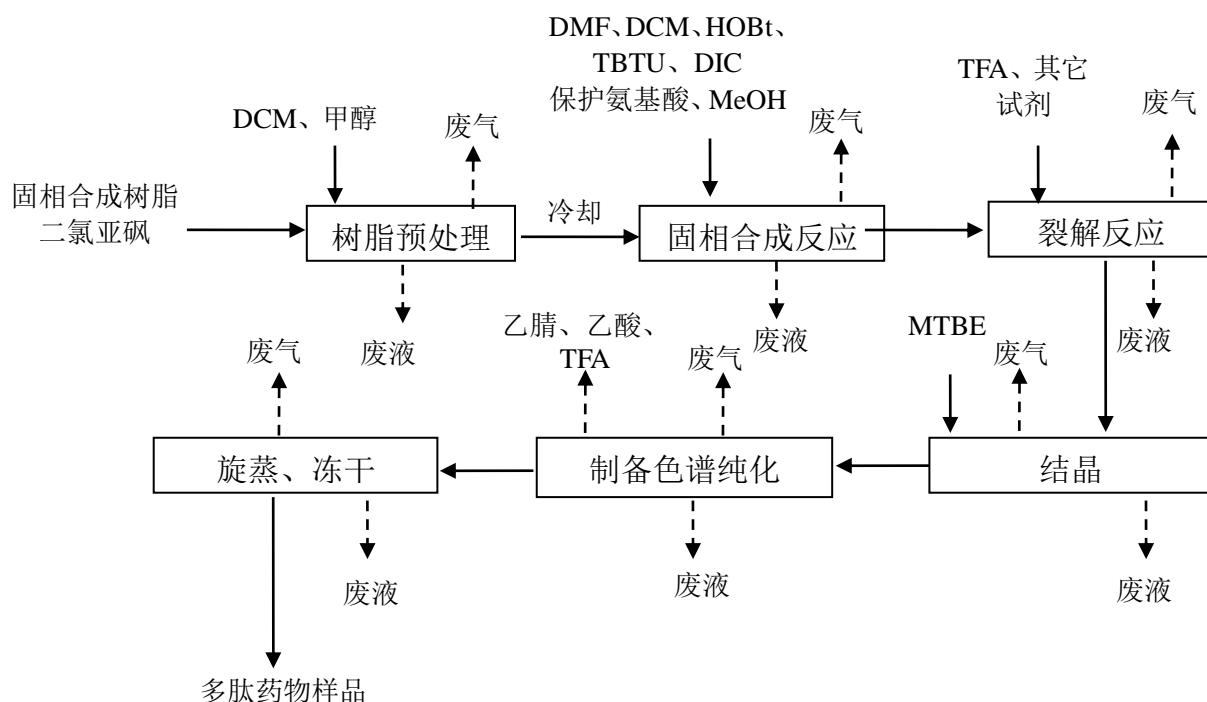 DMF、DCM、HOBt、
TBTU、DIC
保护氨基酸、MeOH
TFA、其它
试剂
废气
DCM、甲醇
废气
废气
固相合成树脂
二氯亚砜
树脂预处理
冷却
固相合成反应
裂解反应
废液
废液
废液
乙腈、乙酸、
TFA
MTBE
废气
废气
废气
旋蒸、冻干
制备色谱纯化
结晶
废液
废液
废液
多肽药物样品